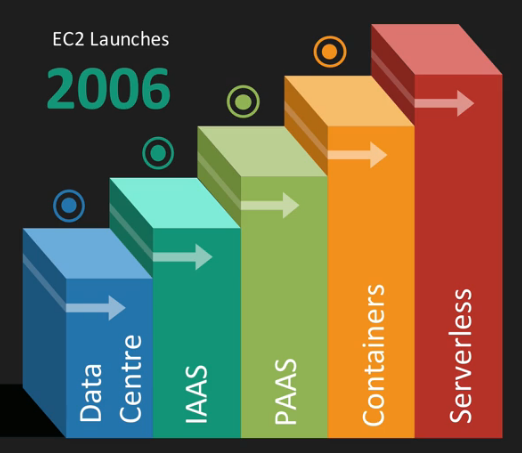 EC2 Launches
2006
Data
Centre
IAAS
PAAS
Containers
Serverless